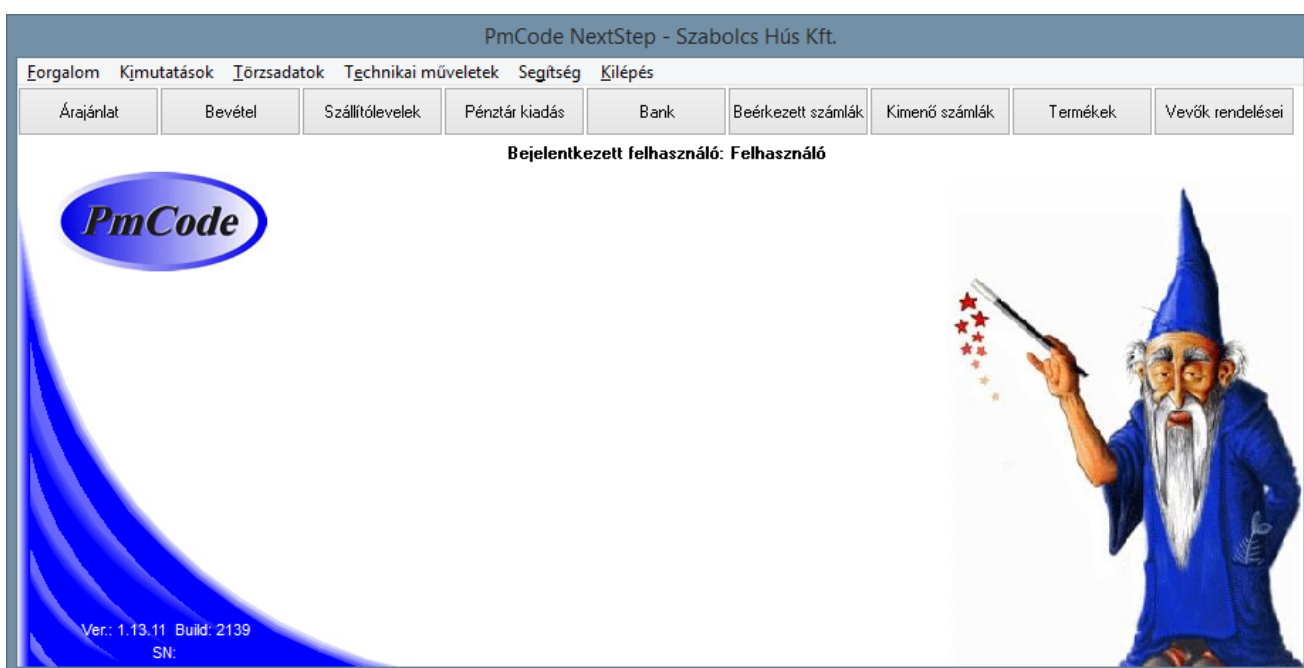 PmCode NextStep - Szabolcs Hús Kft.
Forgalom Kimutatások Törzsadatok Technikai műveletek Segítség Kilépés
Árajánlat Bevétel Szállítólevelek Pénztár kiadás Bank Beérkezett számlák Kimenő számlák Termékek Vevők rendelései
Bejelentkezett felhasználó: Felhasználó
PmCode
Ver.: 1.13.11 Build: 2139
SN: